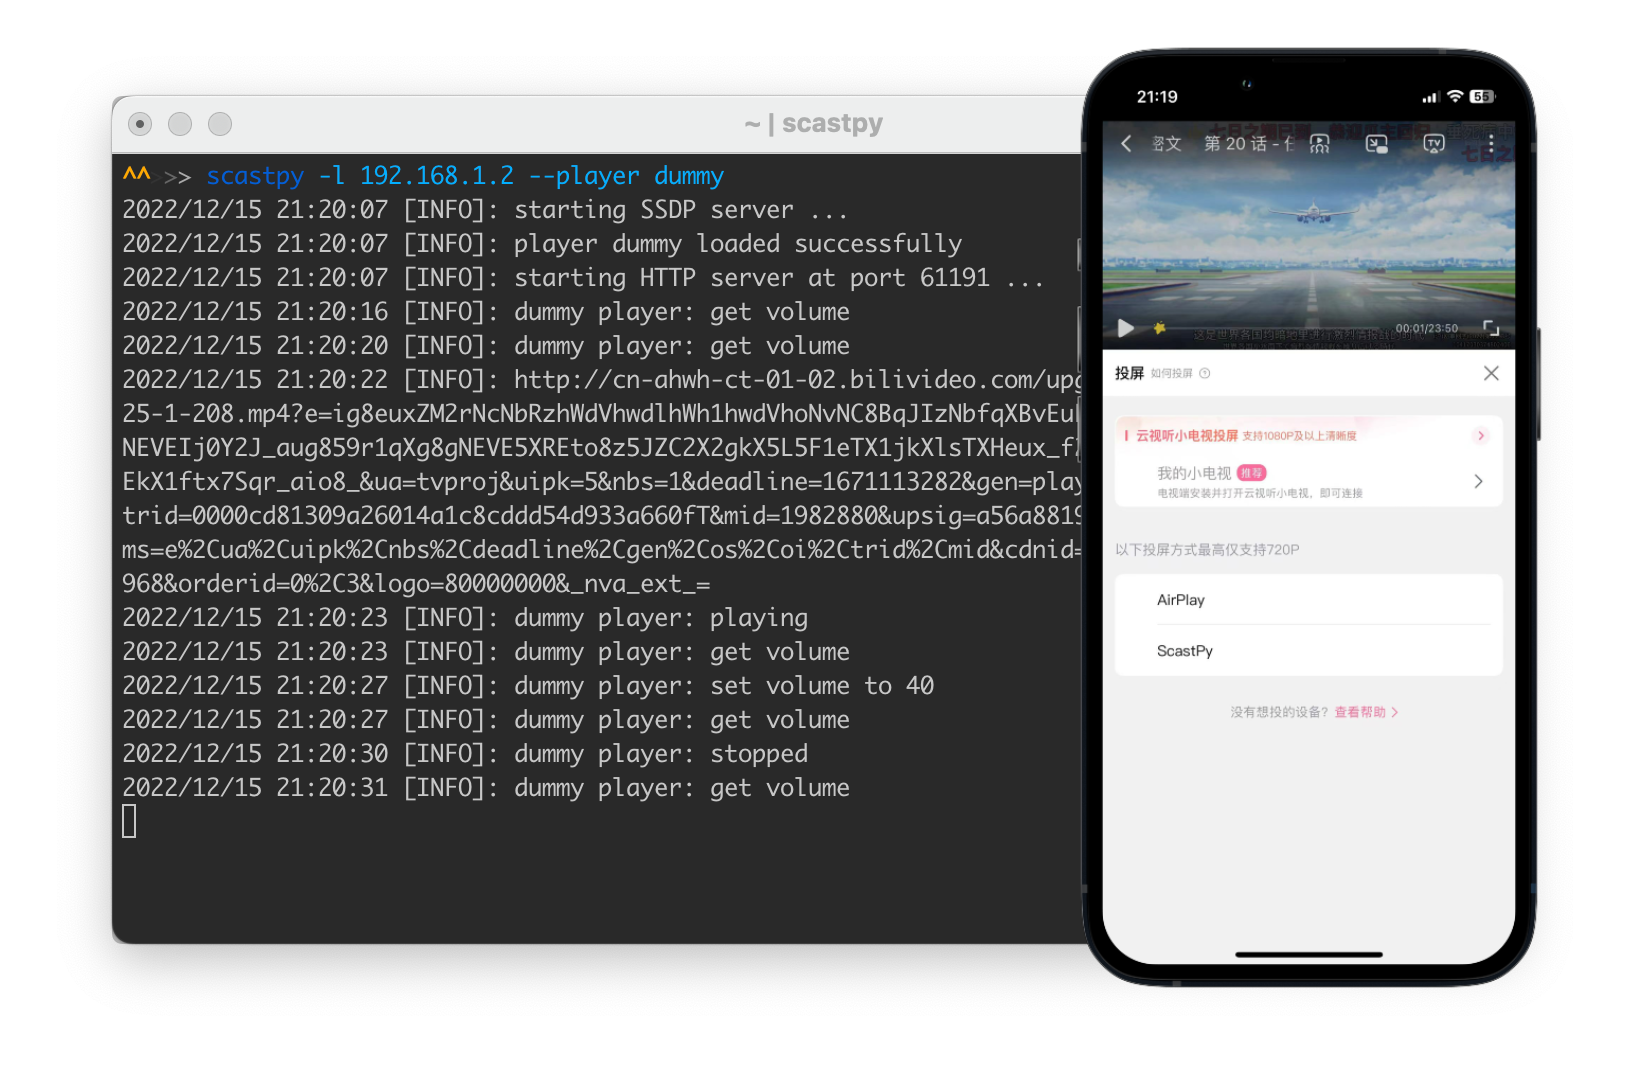 ~ | scastpy
^^>>> scastpy -l 192.168.1.2 --player dummy
2022/12/15 21:20:07 [INFO]: starting SSDP server ...
2022/12/15 21:20:07 [INFO]: player dummy loaded successfully
2022/12/15 21:20:07 [INFO]: starting HTTP server at port 61191 ...
2022/12/15 21:20:16 [INFO]: dummy player: get volume
2022/12/15 21:20:20 [INFO]: dummy player: get volume
2022/12/15 21:20:22 [INFO]: http://cn-ahwh-ct-01-02.bilivideo.com/upg
25-1-208.mp4?e=ig8euxZM2rNcNbRzhWdVhwdlhWh1hwdVhoNvNC8BqJIzNbfqXBvEu
NEVEIj0Y2J_aug859r1qXg8gNEVE5XREto8z5JZC2X2gkX5L5F1eTX1jkXlsTXHeux_f
EkX1ftx7Sqr_aio8_&ua=tvproj&uipk=5&nbs=1&deadline=1671113282&gen=play
trid=0000cd81309a26014a1c8cddd54d933a660fT&mid=1982880&upsig=a56a8819
ms=e%2Cua%2Cuipk%2Cnbs%2Cdeadline%2Cgen%2Cos%2Coi%2Ctrid%2Cmid&cdnid=
968&orderid=0%2C3&logo=80000000&_nva_ext_=
2022/12/15 21:20:23 [INFO]: dummy player: playing
2022/12/15 21:20:23 [INFO]: dummy player: get volume
2022/12/15 21:20:27 [INFO]: dummy player: set volume to 40
2022/12/15 21:20:27 [INFO]: dummy player: get volume
2022/12/15 21:20:30 [INFO]: dummy player: stopped
2022/12/15 21:20:31 [INFO]: dummy player: get volume
21:19
55
文 第 20 话 -
TV
00:01/23:50
投屏 如何投屏
云视听小电视投屏 支持1080P及以上清晰度
我的小电视 推荐
电视端安装并打开云视听小电视，即可连接
以下投屏方式最高仅支持720P
AirPlay
ScastPy
没有想投的设备？查看帮助